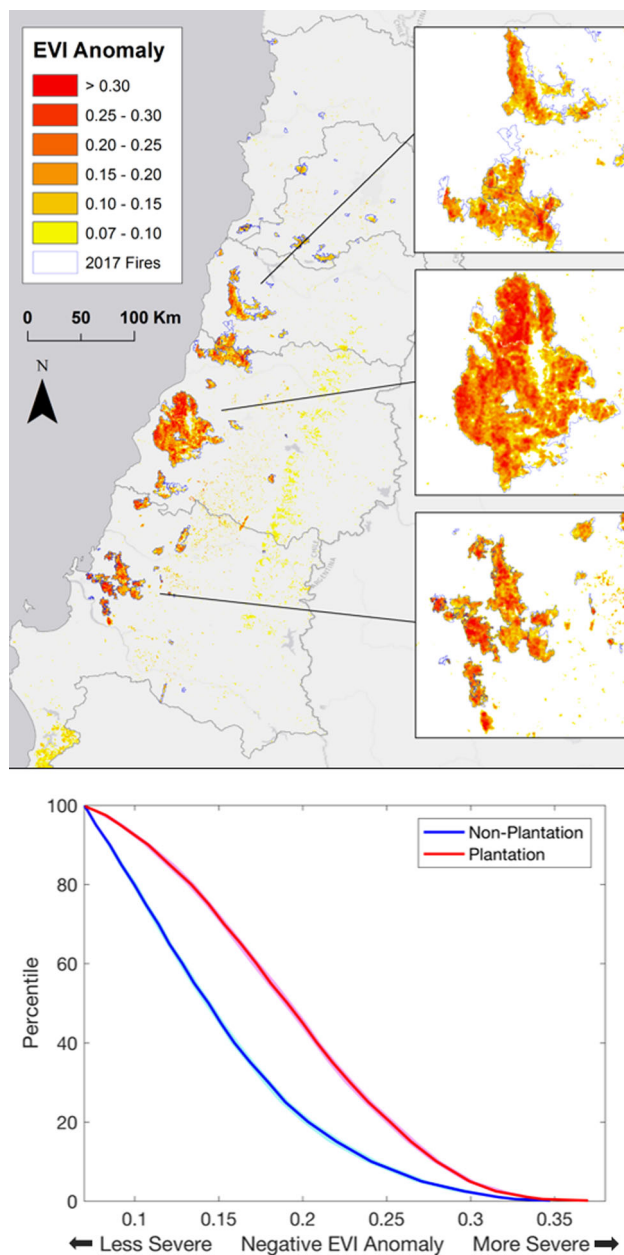 EVI Anomaly
> 0.30
0.25 - 0.30
0.20 - 0.25
0.15 - 0.20
0.10 - 0.15
0.07 - 0.10
2017 Fires
0 50 100 Km
N
100
80
60
40
20
0
Percentile
Non-Plantation
Plantation
0.1 0.15 0.2 0.25 0.3 0.35
Less Severe Negative EVI Anomaly More Severe